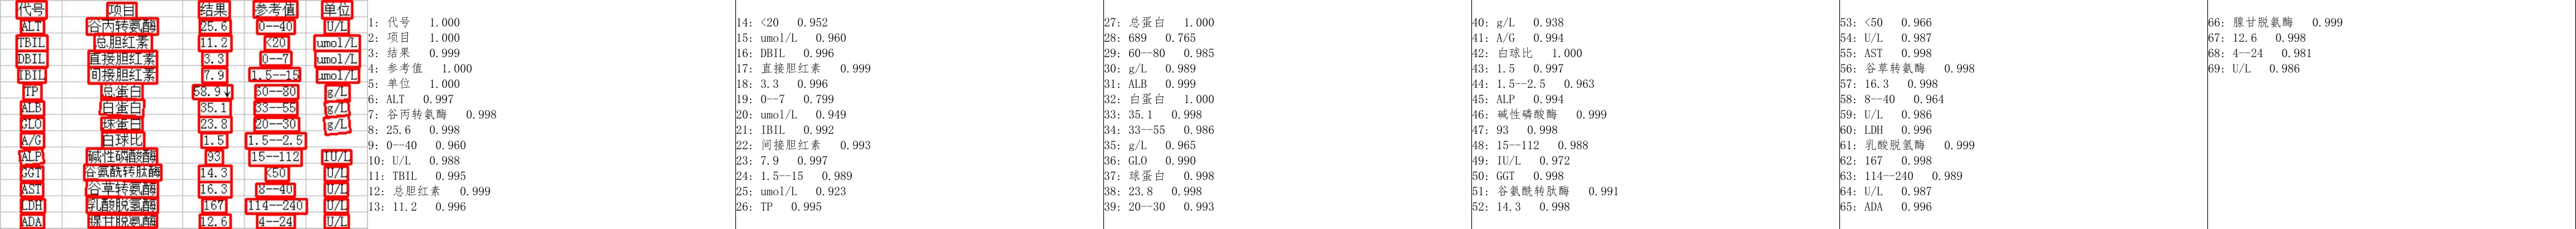 代号 项目 结果 参考值 单位
ALT 谷丙转氨酶 25.6 0--40 U/L
TBIL 总胆红素 11.2 <20 umol/L
DBIL 直接胆红素 3.3 0--7 umol/L
IBIL 间接胆红素 7.9 1.5--15 umol/L
TP 总蛋白 58.9↓ 60--80 g/L
ALB 白蛋白 35.1 33--55 g/L
GLO 球蛋白 23.8 20--30 g/L
A/G 白球比 1.5 1.5--2.5
ALP 碱性磷酸酶 93 15--112 IU/L
GGT 谷氨酰转肽酶 14.3 <50 U/L
AST 谷草转氨酶 16.3 8--40 U/L
LDH 乳酸脱氢酶 167 114--240 U/L
ADA 腺甘脱氨酶 12.6 4--24 U/L
1: 代号 1.000
2: 项目 1.000
3: 结果 0.999
4: 参考值 1.000
5: 单位 1.000
6: ALT 0.997
7: 谷丙转氨酶 0.998
8: 25.6 0.998
9: 0--40 0.960
10: U/L 0.988
11: TBIL 0.995
12: 总胆红素 0.999
13: 11.2 0.996
14: <20 0.952
15: umol/L 0.960
16: DBIL 0.996
17: 直接胆红素 0.999
18: 3.3 0.996
19: 0--7 0.799
20: umol/L 0.949
21: IBIL 0.992
22: 间接胆红素 0.993
23: 7.9 0.997
24: 1.5--15 0.989
25: umol/L 0.923
26: TP 0.995
27: 总蛋白 1.000
28: 689 0.765
29: 60--80 0.985
30: g/L 0.989
31: ALB 0.999
32: 白蛋白 1.000
33: 35.1 0.998
34: 33--55 0.986
35: g/L 0.965
36: GLO 0.990
37: 球蛋白 0.998
38: 23.8 0.998
39: 20--30 0.993
40: g/L 0.938
41: A/G 0.994
42: 白球比 1.000
43: 1.5 0.997
44: 1.5--2.5 0.963
45: ALP 0.994
46: 碱性磷酸酶 0.999
47: 93 0.998
48: 15--112 0.988
49: IU/L 0.972
50: GGT 0.998
51: 谷氨酰转肽酶 0.991
52: 14.3 0.998
53: <50 0.966
54: U/L 0.987
55: AST 0.998
56: 谷草转氨酶 0.998
57: 16.3 0.998
58: 8--40 0.964
59: U/L 0.986
60: LDH 0.996
61: 乳酸脱氢酶 0.999
62: 167 0.998
63: 114--240 0.989
64: U/L 0.987
65: ADA 0.996
66: 腺甘脱氨酶 0.999
67: 12.6 0.998
68: 4--24 0.981
69: U/L 0.986